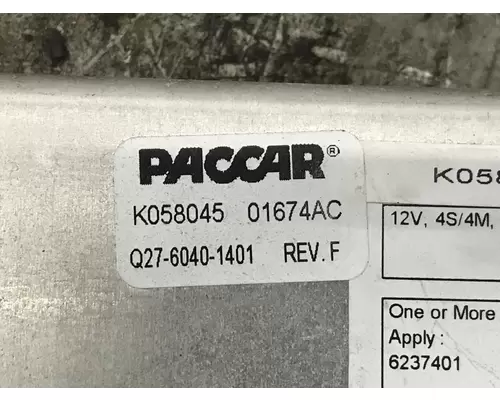 PACCAR®
K058045 01674AC
Q27-6040-1401 REV. F
K058
12V, 4S/4M,
One or More
Apply :
6237401